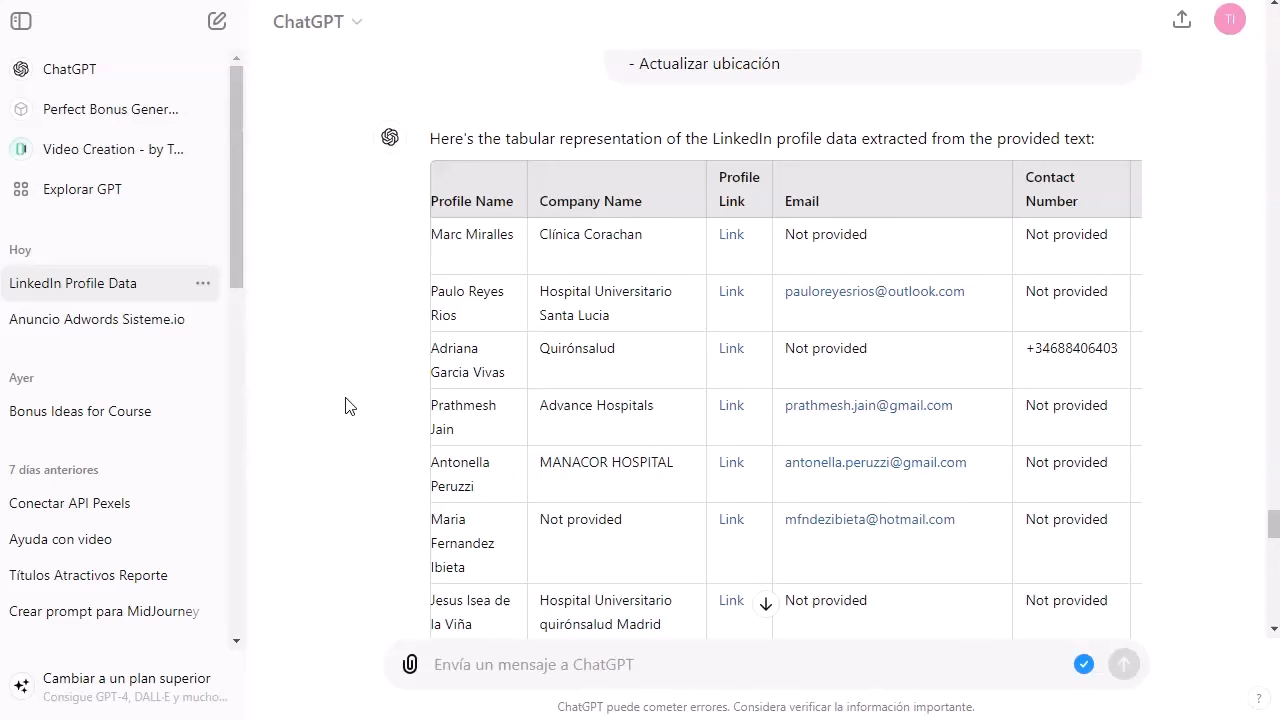 ChatGPT
TI
ChatGPT
Perfect Bonus Gener...
Video Creation - by T...
Explorar GPT
Hoy
LinkedIn Profile Data
Anuncio Adwords Sisteme.io
Ayer
Bonus Ideas for Course
7 días anteriores
Conectar API Pexels
Ayuda con video
Títulos Atractivos Reporte
Crear prompt para MidJourney
Cambiar a un plan superior
Consigue GPT-4, DALL·E y mucho...
- Actualizar ubicación
Here's the tabular representation of the LinkedIn profile data extracted from the provided text:
Profile Name Company Name Profile Link Email Contact Number
Marc Miralles Clínica Corachan Link Not provided Not provided
Paulo Reyes Rios Hospital Universitario Santa Lucia Link pauloreyesrios@outlook.com Not provided
Adriana Garcia Vivas Quirónsalud Link Not provided +34688406403
Prathmesh Jain Advance Hospitals Link prathmesh.jain@gmail.com Not provided
Antonella Peruzzi MANACOR HOSPITAL Link antonella.peruzzi@gmail.com Not provided
Maria Fernandez Ibieta Not provided Link mfndezibieta@hotmail.com Not provided
Jesus Isea de la Viña Hospital Universitario quirónsalud Madrid Link Not provided Not provided
Envía un mensaje a ChatGPT
ChatGPT puede cometer errores. Considera verificar la información importante.
?